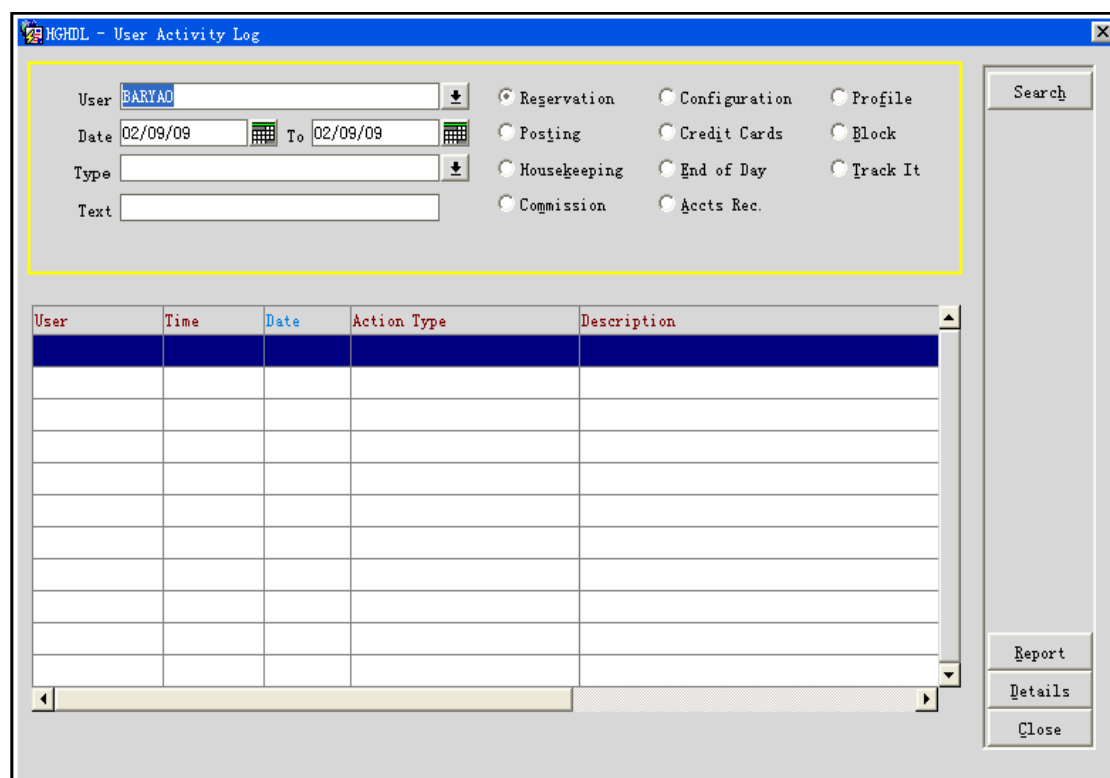 HGHDL - User Activity Log
User BARYAO Reservation Configuration Profile Search
Date 02/09/09 To 02/09/09 Posting Credit Cards Block
Type Housekeeping End of Day Track It
Text Commission Accts Rec.
User Time Date Action Type Description
Report
Details
Close